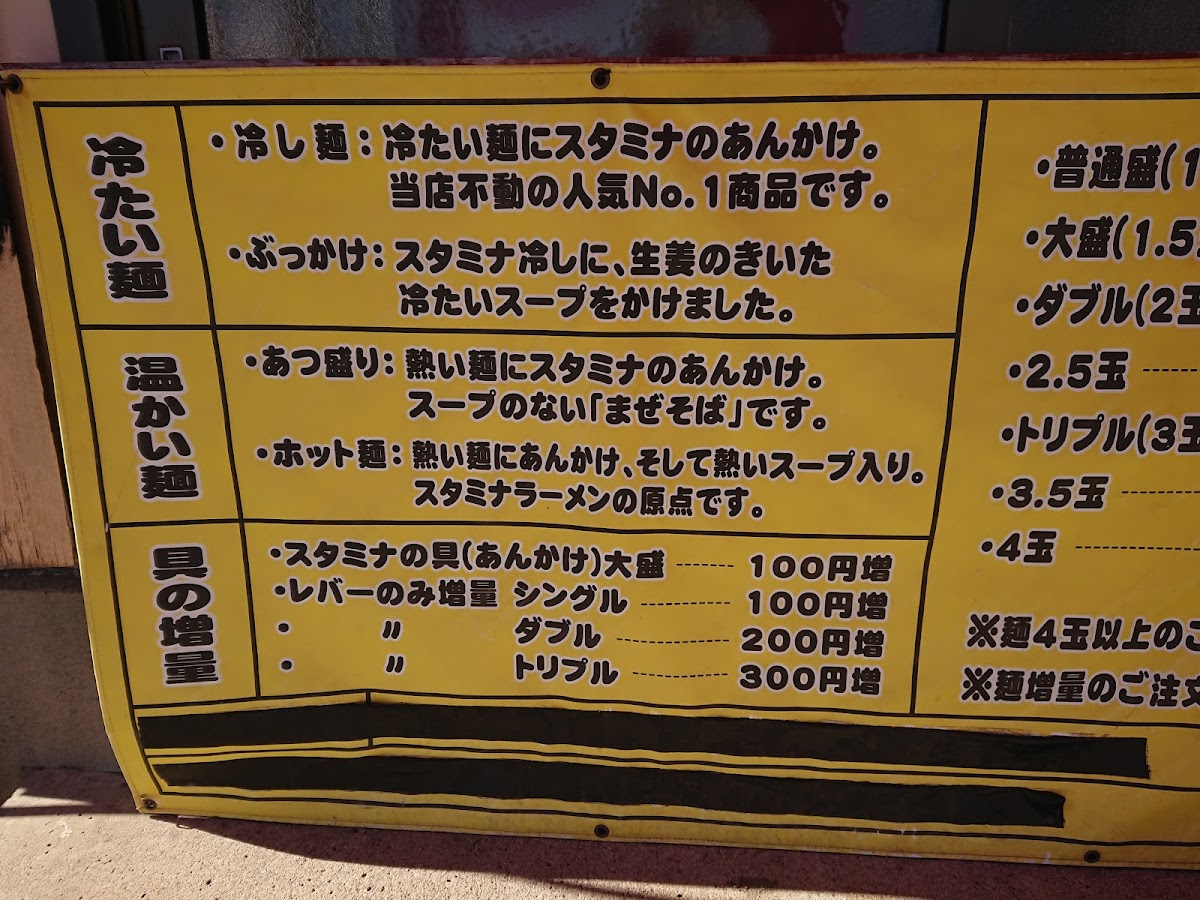 冷たい麺
・冷し麺：冷たい麺にスタミナのあんかけ。
当店不動の人気No.1商品です。
・ぶっかけ：スタミナ冷しに、生姜のきいた
冷たいスープをかけました。
温かい麺
・あつ盛り：熱い麺にスタミナのあんかけ。
スープのない「まぜそば」です。
・ホット麺：熱い麺にあんかけ、そして熱いスープ入り。
スタミナラーメンの原点です。
具の増量
・スタミナの具(あんかけ)大盛 ------ 100円増
・レバーのみ増量 シングル --------- 100円増
・ 〃 ダブル ----------- 200円増
・ 〃 トリプル --------- 300円増
・普通盛(1
・大盛(1.5
・ダブル(2玉
・2.5玉 ------
・トリプル(3玉
・3.5玉 --------
・4玉 -------------
※麺4玉以上のご
※麺増量のご注文